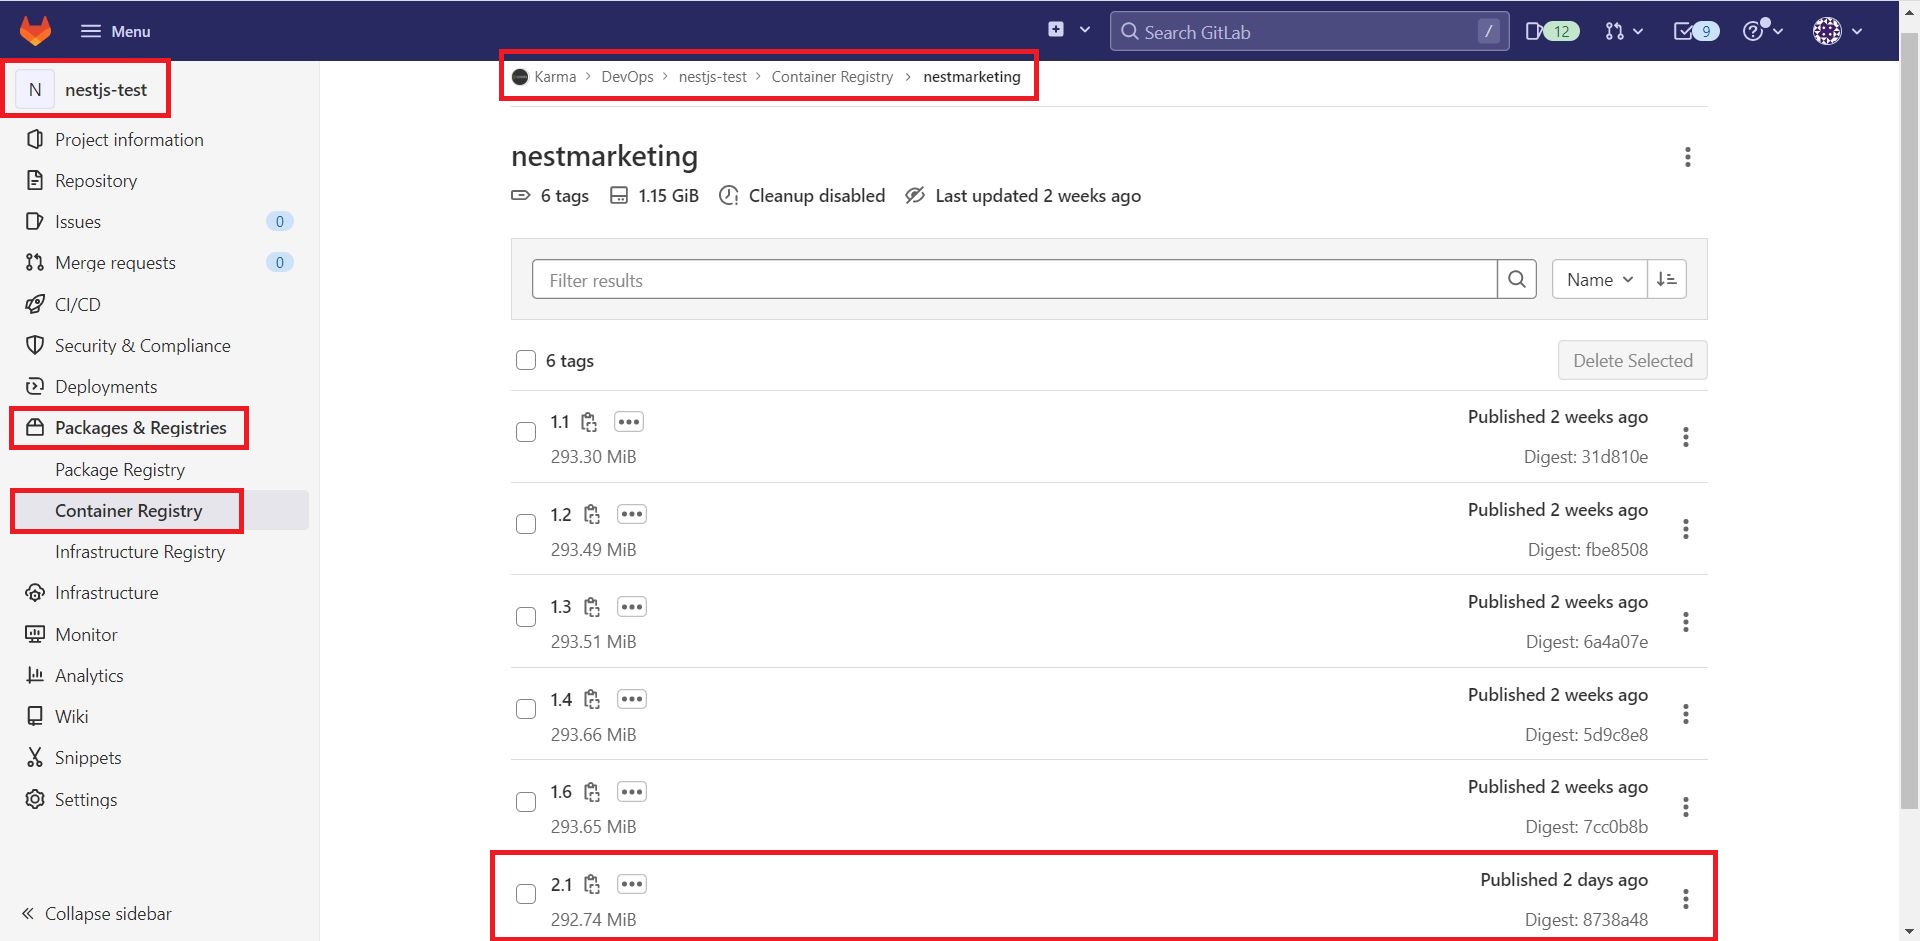 Menu
Search GitLab
/
12
9
N nestjs-test
Project information
Repository
Issues 0
Merge requests 0
CI/CD
Security & Compliance
Deployments
Packages & Registries
Package Registry
Container Registry
Infrastructure Registry
Infrastructure
Monitor
Analytics
Wiki
Snippets
Settings
Collapse sidebar
Karma > DevOps > nestjs-test > Container Registry > nestmarketing
nestmarketing
6 tags 1.15 GiB Cleanup disabled Last updated 2 weeks ago
Filter results
Name
6 tags
Delete Selected
1.1 Published 2 weeks ago
293.30 MiB Digest: 31d810e
1.2 Published 2 weeks ago
293.49 MiB Digest: fbe8508
1.3 Published 2 weeks ago
293.51 MiB Digest: 6a4a07e
1.4 Published 2 weeks ago
293.66 MiB Digest: 5d9c8e8
1.6 Published 2 weeks ago
293.65 MiB Digest: 7cc0b8b
2.1 Published 2 days ago
292.74 MiB Digest: 8738a48